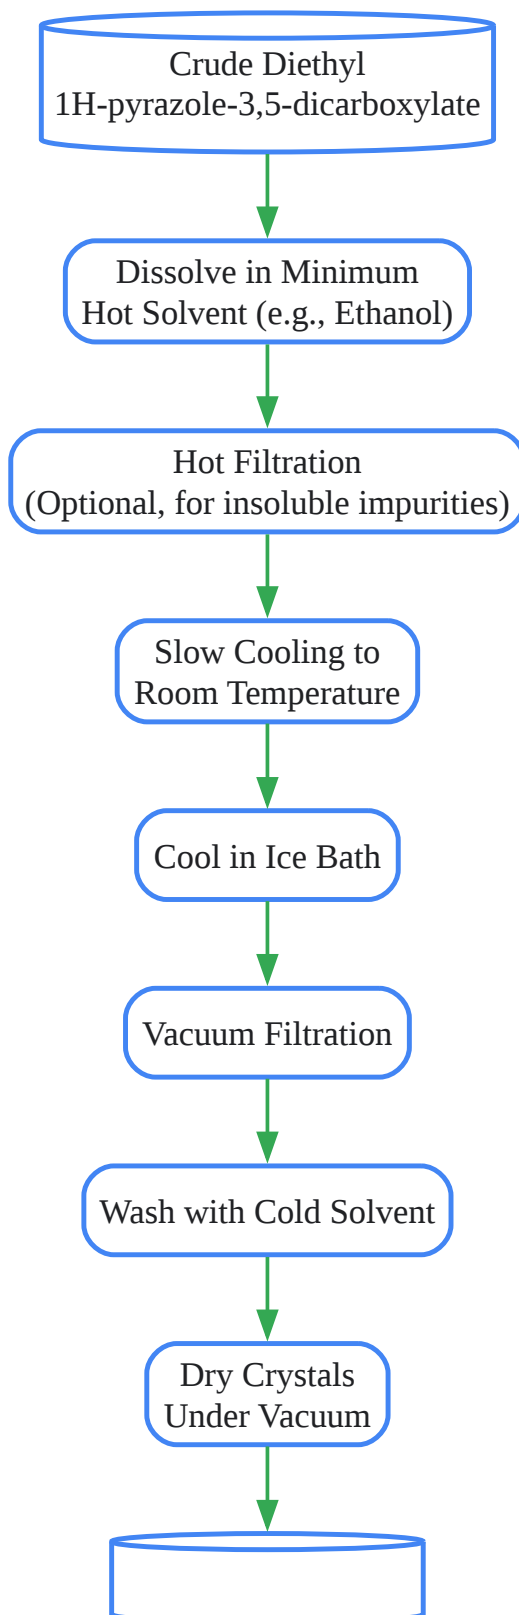 Crude Diethyl
1H-pyrazole-3,5-dicarboxylate
Dissolve in Minimum
Hot Solvent (e.g., Ethanol)
Hot Filtration
(Optional, for insoluble impurities)
Slow Cooling to
Room Temperature
Cool in Ice Bath
Vacuum Filtration
Wash with Cold Solvent
Dry Crystals
Under Vacuum